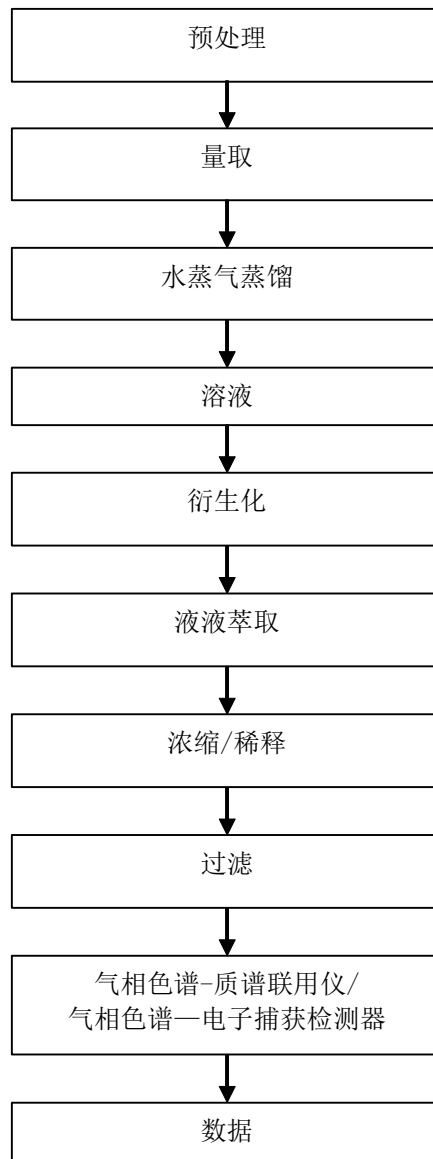 预处理
量取
水蒸气蒸馏
溶液
衍生化
液液萃取
浓缩/稀释
过滤
气相色谱-质谱联用仪/
气相色谱—电子捕获检测器
数据